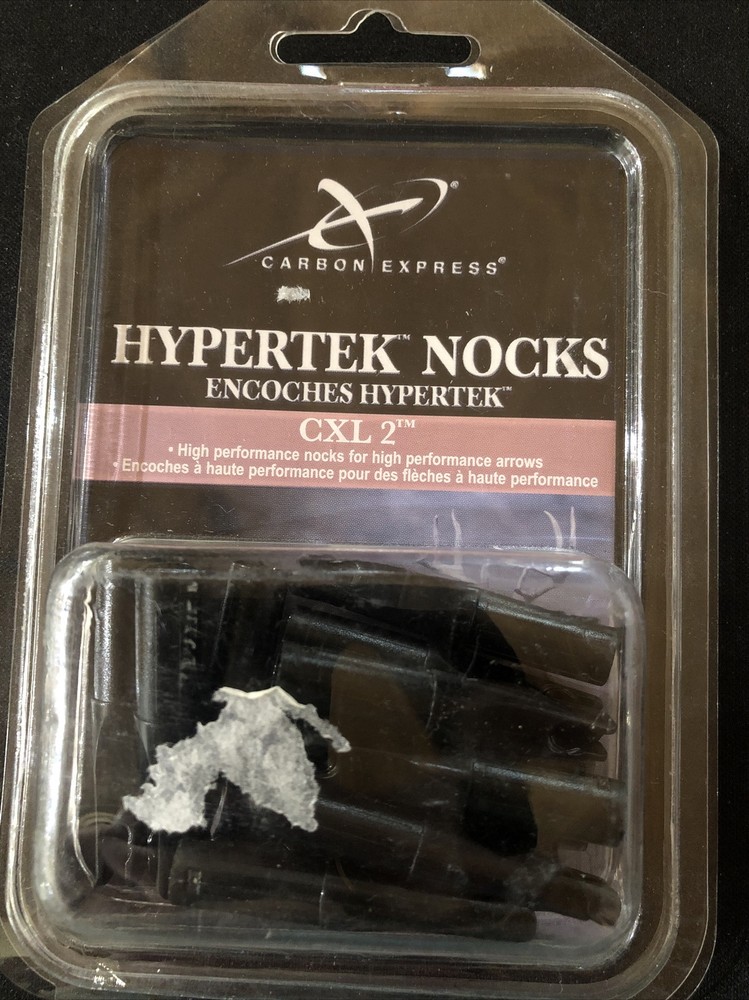 CARBON EXPRESS®
HYPERTEK™ NOCKS
ENCOCHES HYPERTEK™
CXL 2™
• High performance nocks for high performance arrows
• Encoches à haute performance pour des flèches à haute performance